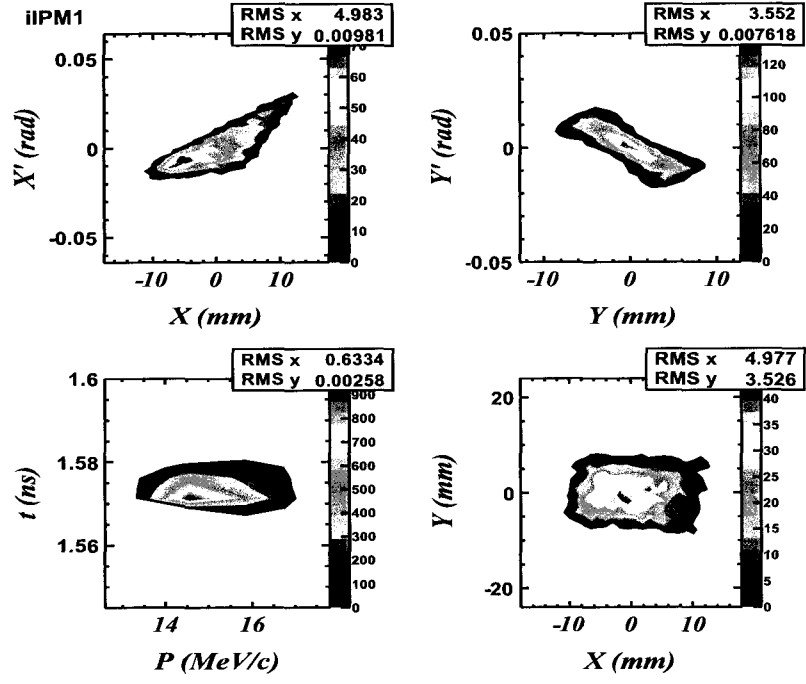 iIPM1
RMS x 4.983
RMS y 0.00981
0.05
0
-0.05
X' (rad)
-10 0 10
X (mm)
70
60
50
40
30
20
10
0
RMS x 3.552
RMS y 0.007618
0.05
0
-0.05
Y' (rad)
-10 0 10
Y (mm)
120
100
80
60
40
20
0
RMS x 0.6334
RMS y 0.00258
1.6
1.58
1.56
t (ns)
14 16
P (MeV/c)
900
800
700
600
500
400
300
200
100
0
RMS x 4.977
RMS y 3.526
20
0
-20
Y (mm)
-10 0 10
X (mm)
40
35
30
25
20
15
10
5
0